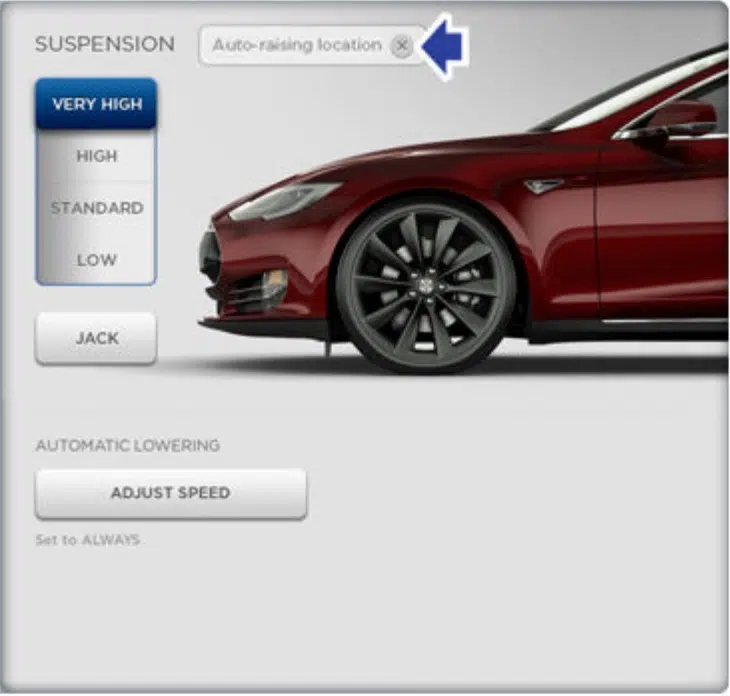 SUSPENSION
Auto-raising location
VERY HIGH
HIGH
STANDARD
LOW
JACK
AUTOMATIC LOWERING
ADJUST SPEED
Set to ALWAYS